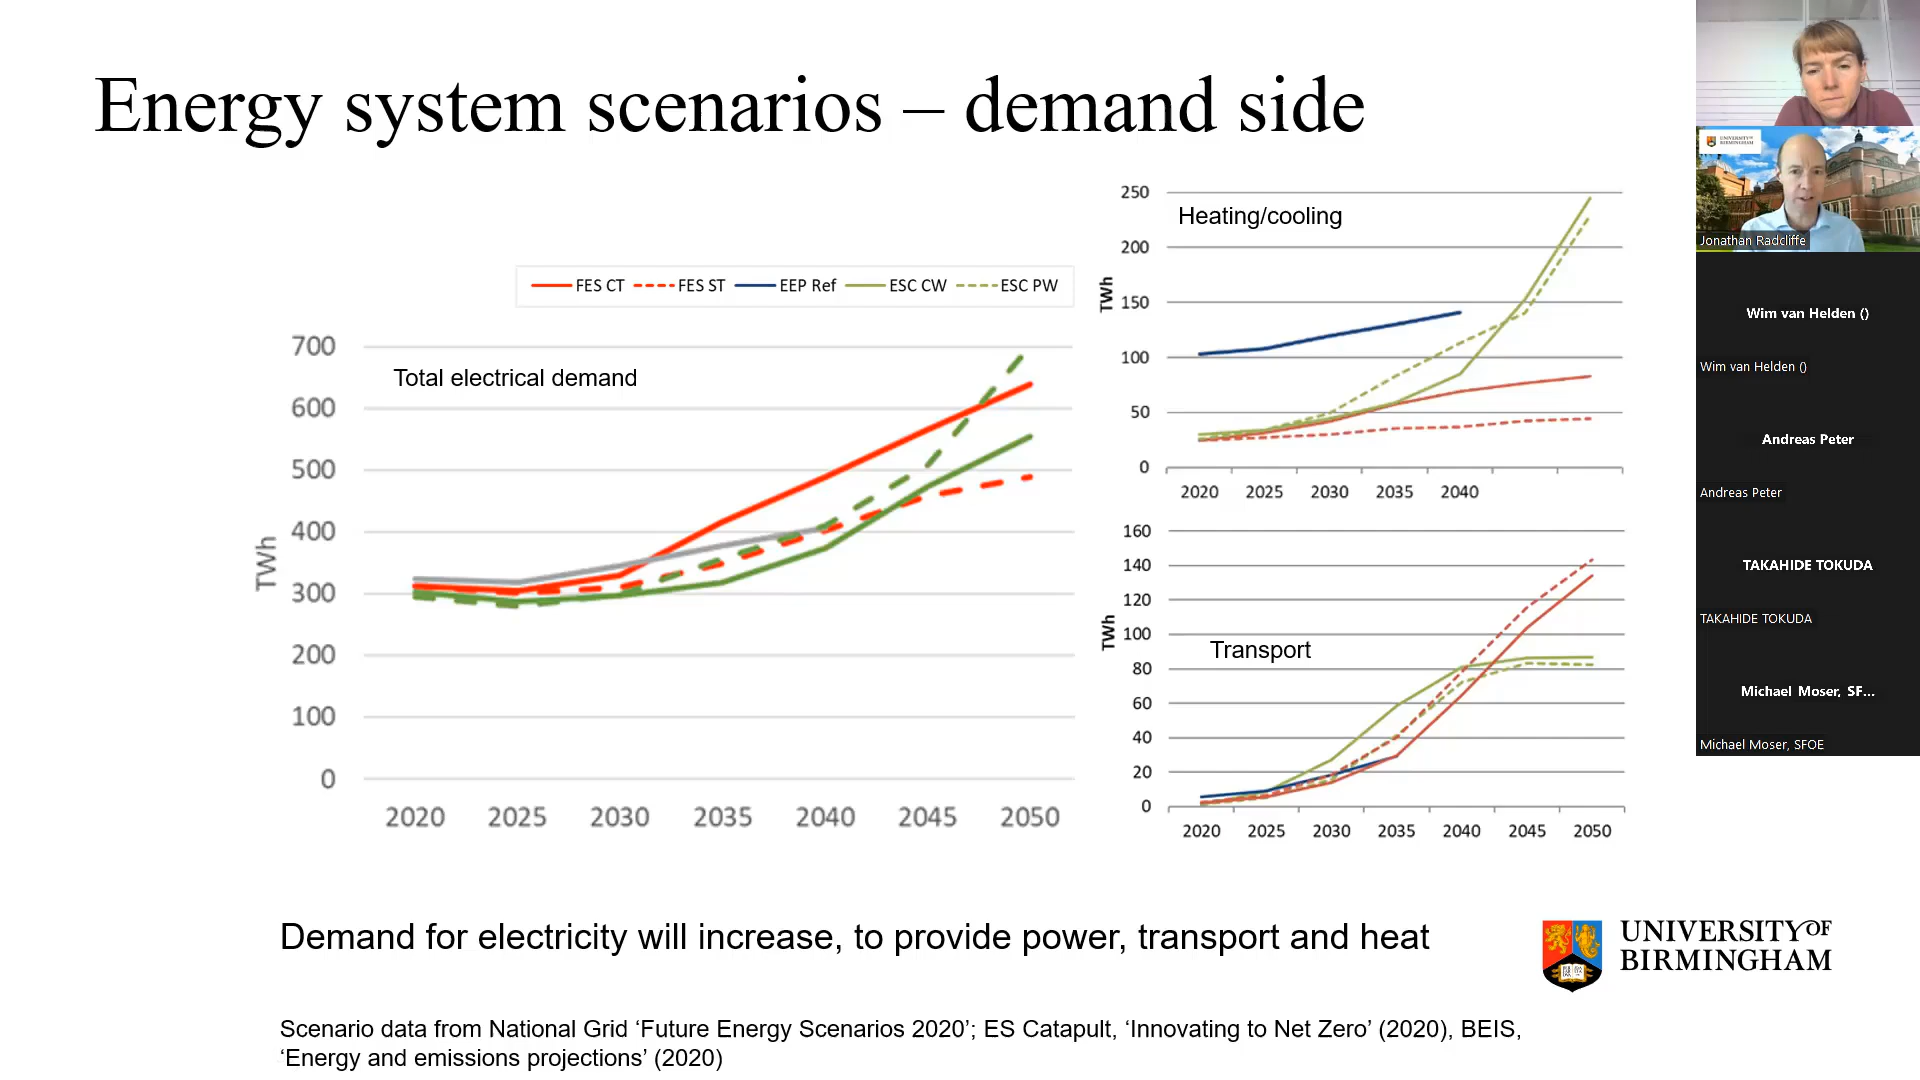 Energy system scenarios – demand side
FES CT FES ST EEP Ref ESC CW ESC PW
Total electrical demand
TWh
700
600
500
400
300
200
100
0
2020 2025 2030 2035 2040 2045 2050
Heating/cooling
TWh
250
200
150
100
50
0
2020 2025 2030 2035 2040
Transport
TWh
160
140
120
100
80
60
40
20
0
2020 2025 2030 2035 2040 2045 2050
Demand for electricity will increase, to provide power, transport and heat
UNIVERSITY OF
BIRMINGHAM
Scenario data from National Grid ‘Future Energy Scenarios 2020’; ES Catapult, ‘Innovating to Net Zero’ (2020), BEIS,
‘Energy and emissions projections’ (2020)
UNIVERSITY OF
BIRMINGHAM
Jonathan Radcliffe
Wim van Helden ()
Wim van Helden ()
Andreas Peter
Andreas Peter
TAKAHIDE TOKUDA
TAKAHIDE TOKUDA
Michael Moser, SF...
Michael Moser, SFOE